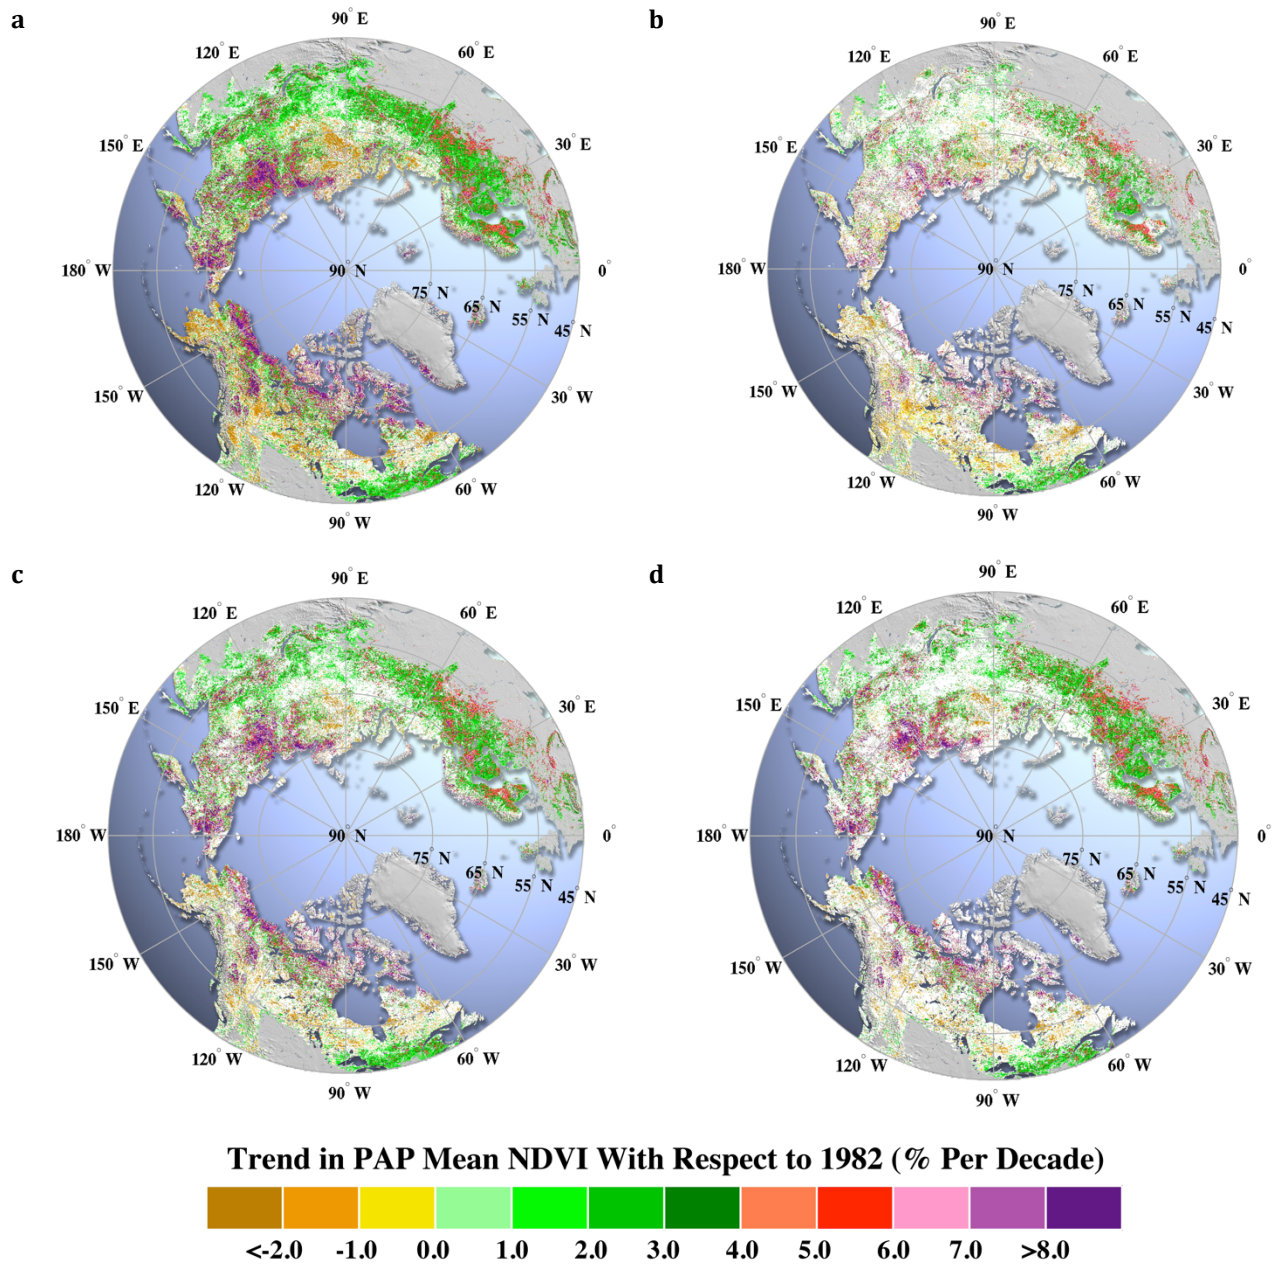 a
90° E
120° E
60° E
150° E
30° E
180° W
90° N
0°
75° N
65° N
55° N
45° N
150° W
30° W
120° W
60° W
90° W
b
90° E
120° E
60° E
150° E
30° E
180° W
90° N
0°
75° N
65° N
55° N
45° N
150° W
30° W
120° W
60° W
90° W
c
90° E
120° E
60° E
150° E
30° E
180° W
90° N
0°
75° N
65° N
55° N
45° N
150° W
30° W
120° W
60° W
90° W
d
90° E
120° E
60° E
150° E
30° E
180° W
90° N
0°
75° N
65° N
55° N
45° N
150° W
30° W
120° W
60° W
90° W
Trend in PAP Mean NDVI With Respect to 1982 (% Per Decade)
<-2.0 -1.0 0.0 1.0 2.0 3.0 4.0 5.0 6.0 7.0 >8.0